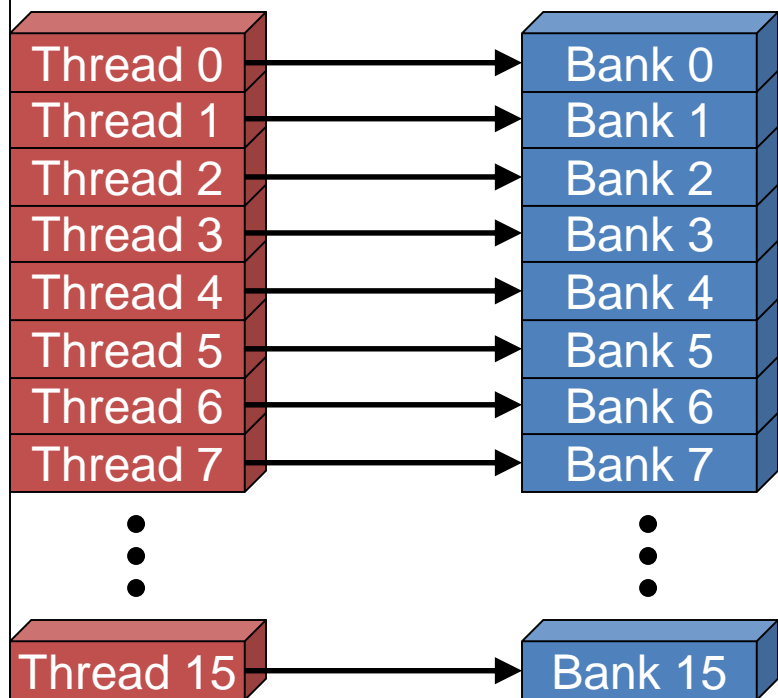 Thread 0 Bank 0
Thread 1 Bank 1
Thread 2 Bank 2
Thread 3 Bank 3
Thread 4 Bank 4
Thread 5 Bank 5
Thread 6 Bank 6
Thread 7 Bank 7
Thread 15 Bank 15